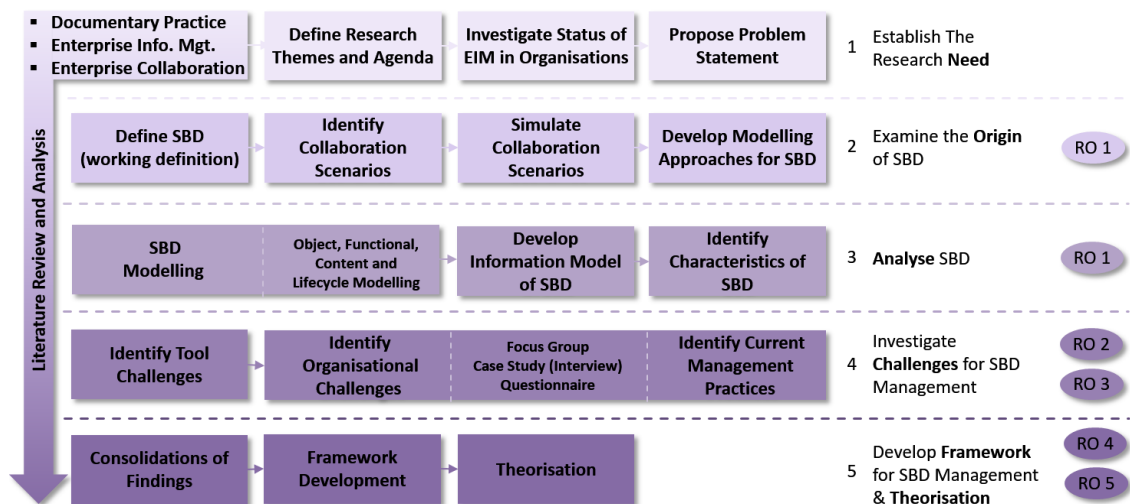 ▪ Documentary Practice
▪ Enterprise Info. Mgt.
▪ Enterprise Collaboration
Define Research
Themes and Agenda
Investigate Status of
EIM in Organisations
Propose Problem
Statement
1
Establish The
Research Need
Literature Review and Analysis
Define SBD
(working definition)
Identify
Collaboration
Scenarios
Simulate
Collaboration
Scenarios
Develop Modelling
Approaches for SBD
2
Examine the Origin
of SBD
RO 1
SBD
Modelling
Object, Functional,
Content and
Lifecycle Modelling
Develop
Information Model
of SBD
Identify
Characteristics of
SBD
3
Analyse SBD
RO 1
Identify Tool
Challenges
Identify
Organisational
Challenges
Focus Group
Case Study (Interview)
Questionnaire
Identify Current
Management
Practices
4
Investigate
Challenges for SBD
Management
RO 2
RO 3
Consolidations of
Findings
Framework
Development
Theorisation
5
Develop Framework
for SBD Management
& Theorisation
RO 4
RO 5